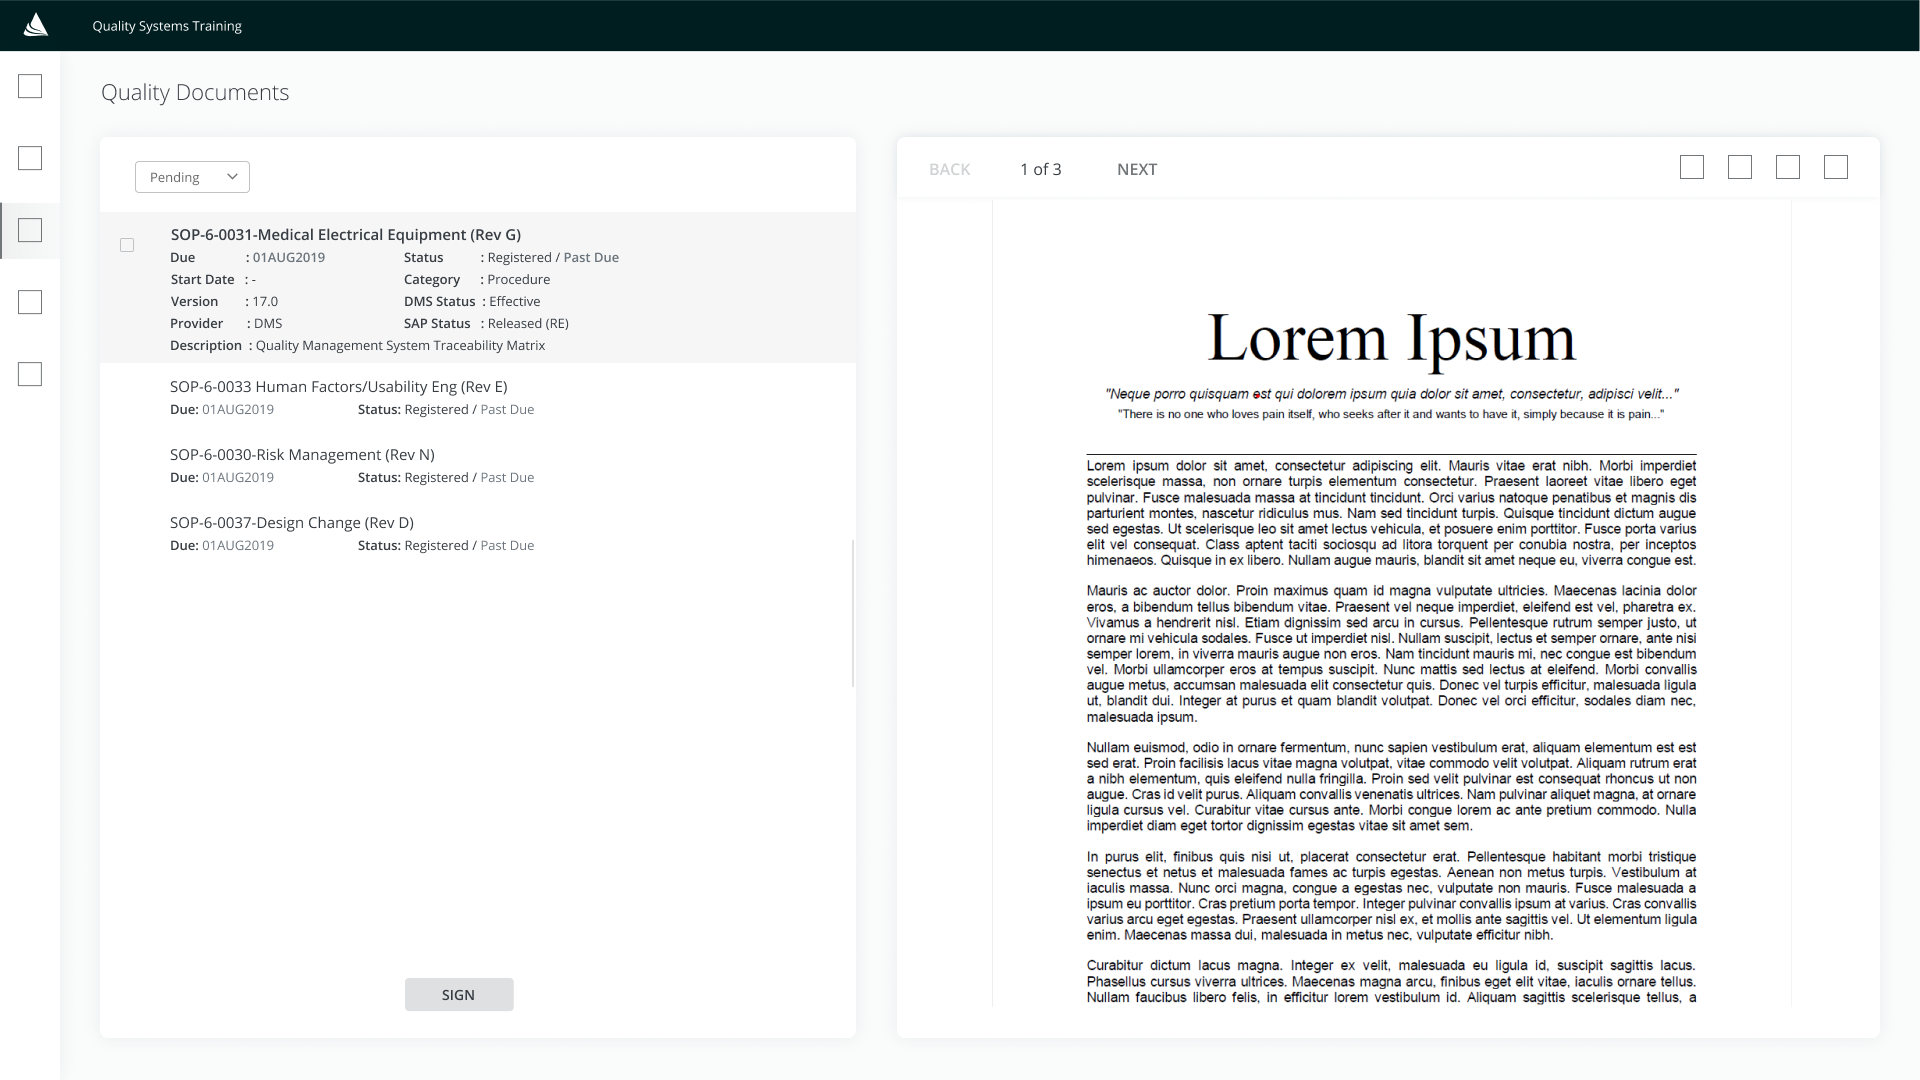 Quality Systems Training
Quality Documents
Pending
SOP-6-0031-Medical Electrical Equipment (Rev G)
Due : 01AUG2019 Status : Registered / Past Due
Start Date : - Category : Procedure
Version : 17.0 DMS Status : Effective
Provider : DMS SAP Status : Released (RE)
Description : Quality Management System Traceability Matrix
SOP-6-0033 Human Factors/Usability Eng (Rev E)
Due: 01AUG2019 Status: Registered / Past Due
SOP-6-0030-Risk Management (Rev N)
Due: 01AUG2019 Status: Registered / Past Due
SOP-6-0037-Design Change (Rev D)
Due: 01AUG2019 Status: Registered / Past Due
SIGN
BACK 1 of 3 NEXT
Lorem Ipsum
"Neque porro quisquam est qui dolorem ipsum quia dolor sit amet, consectetur, adipisci velit..."
"There is no one who loves pain itself, who seeks after it and wants to have it, simply because it is pain..."
Lorem ipsum dolor sit amet, consectetur adipiscing elit. Mauris vitae erat nibh. Morbi imperdiet
scelerisque massa, non ornare turpis elementum consectetur. Praesent laoreet vitae libero eget
pulvinar. Fusce malesuada massa at tincidunt tincidunt. Orci varius natoque penatibus et magnis dis
parturient montes, nascetur ridiculus mus. Nam sed tincidunt turpis. Quisque tincidunt dictum augue
sed egestas. Ut scelerisque leo sit amet lectus vehicula, et posuere enim porttitor. Fusce porta varius
elit vel consequat. Class aptent taciti sociosqu ad litora torquent per conubia nostra, per inceptos
himenaeos. Quisque in ex libero. Nullam augue mauris, blandit sit amet neque eu, viverra congue est.
Mauris ac auctor dolor. Proin maximus quam id magna vulputate ultricies. Maecenas lacinia dolor
eros, a bibendum tellus bibendum vitae. Praesent vel neque imperdiet, eleifend est vel, pharetra ex.
Vivamus a hendrerit nisl. Etiam dignissim sed arcu in cursus. Pellentesque rutrum semper justo, ut
ornare mi vehicula sodales. Fusce ut imperdiet nisl. Nullam suscipit, lectus et semper ornare, ante nisi
semper lorem, in viverra mauris augue non eros. Nam tincidunt mauris mi, nec congue est bibendum
vel. Morbi ullamcorper eros at tempus suscipit. Nunc mattis sed lectus at eleifend. Morbi convallis
augue metus, accumsan malesuada elit consectetur quis. Donec vel turpis efficitur, malesuada ligula
ut, blandit dui. Integer at purus et quam blandit volutpat. Donec vel orci efficitur, sodales diam nec,
malesuada ipsum.
Nullam euismod, odio in ornare fermentum, nunc sapien vestibulum erat, aliquam elementum est est
sed erat. Proin facilisis lacus vitae magna volutpat, vitae commodo velit volutpat. Aliquam rutrum erat
a nibh elementum, quis eleifend nulla fringilla. Proin sed velit pulvinar est consequat rhoncus ut non
augue. Cras id velit purus. Aliquam convallis venenatis ultrices. Nam pulvinar aliquet magna, at ornare
ligula cursus vel. Curabitur vitae cursus ante. Morbi congue lorem ac ante pretium commodo. Nulla
imperdiet diam eget tortor dignissim egestas vitae sit amet sem.
In purus elit, finibus quis nisi ut, placerat consectetur erat. Pellentesque habitant morbi tristique
senectus et netus et malesuada fames ac turpis egestas. Aenean non metus turpis. Vestibulum at
iaculis massa. Nunc orci magna, congue a egestas nec, vulputate non mauris. Fusce malesuada a
ipsum eu porttitor. Cras pretium porta tempor. Integer pulvinar convallis ipsum at varius. Cras convallis
varius arcu eget egestas. Praesent ullamcorper nisl ex, et mollis ante sagittis vel. Ut elementum ligula
enim. Maecenas massa dui, malesuada in metus nec, vulputate efficitur nibh.
Curabitur dictum lacus magna. Integer ex velit, malesuada eu ligula id, suscipit sagittis lacus.
Phasellus cursus viverra ultrices. Maecenas magna arcu, finibus eget elit vitae, iaculis ornare tellus.
Nullam faucibus libero felis, in efficitur lorem vestibulum id. Aliquam sagittis scelerisque tellus, a